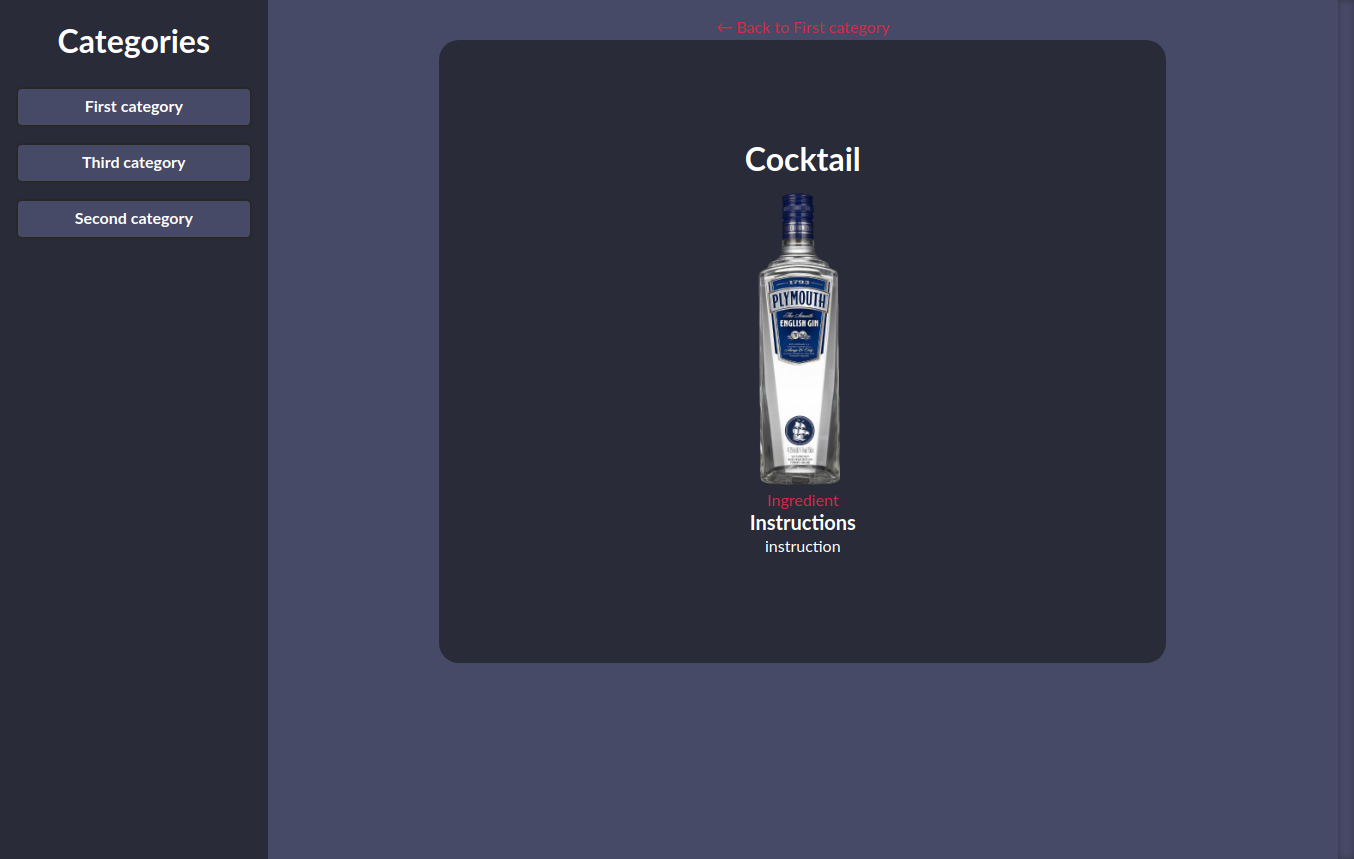 Categories
First category
Third category
Second category
← Back to First category
Cocktail
1793
PLYMOUTH
ENGLISH GIN
Ingredient
Instructions
instruction